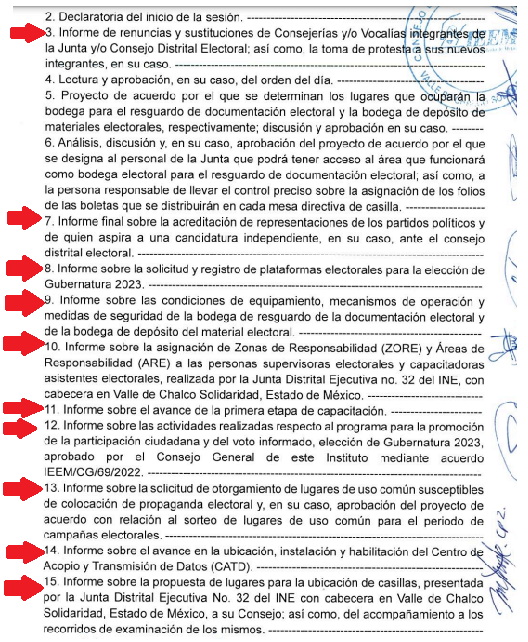 2. Declaratoria del inicio de la sesión. ----------------------------------------
3. Informe de renuncias y sustituciones de Consejerías y/o Vocalías integrantes de
la Junta y/o Consejo Distrital Electoral; así como, la toma de protesta a sus nuevos
integrantes, en su caso. ----------------------------------------
4. Lectura y aprobación, en su caso, del orden del día. ----------------------------------------
5. Proyecto de acuerdo por el que se determinan los lugares que ocuparán la
bodega para el resguardo de documentación electoral y la bodega de depósito de
materiales electorales, respectivamente; discusión y aprobación en su caso. --------
6. Análisis, discusión y, en su caso, aprobación del proyecto de acuerdo por el que
se designa al personal de la Junta que podrá tener acceso al área que funcionará
como bodega electoral para el resguardo de documentación electoral; así como, a
la persona responsable de llevar el control preciso sobre la asignación de los folios
de las boletas que se distribuirán en cada mesa directiva de casilla. ----------------
7. Informe final sobre la acreditación de representaciones de los partidos políticos y
de quien aspira a una candidatura independiente, en su caso, ante el consejo
distrital electoral. ----------------------------------------
8. Informe sobre la solicitud y registro de plataformas electorales para la elección de
Gubernatura 2023. ----------------------------------------
9. Informe sobre las condiciones de equipamiento, mecanismos de operación y
medidas de seguridad de la bodega de resguardo de la documentación electoral y
de la bodega de depósito del material electoral. ----------------------------------------
10. Informe sobre la asignación de Zonas de Responsabilidad (ZORE) y Áreas de
Responsabilidad (ARE) a las personas supervisoras electorales y capacitadoras
asistentes electorales, realizada por la Junta Distrital Ejecutiva no. 32 del INE, con
cabecera en Valle de Chalco Solidaridad, Estado de México. --------------------
11. Informe sobre el avance de la primera etapa de capacitación. --------------------
12. Informe sobre las actividades realizadas respecto al programa para la promoción
de la participación ciudadana y del voto informado, elección de Gubernatura 2023,
aprobado por el Consejo General de este Instituto mediante acuerdo
IEEM/CG/69/2022. ----------------------------------------
13. Informe sobre la solicitud de otorgamiento de lugares de uso común susceptibles
de colocación de propaganda electoral y, en su caso, aprobación del proyecto de
acuerdo con relación al sorteo de lugares de uso común para el periodo de
campañas electorales. ----------------------------------------
14. Informe sobre el avance en la ubicación, instalación y habilitación del Centro de
Acopio y Transmisión de Datos (CATD). ----------------------------------------
15. Informe sobre la propuesta de lugares para la ubicación de casillas, presentada
por la Junta Distrital Ejecutiva No. 32 del INE con cabecera en Valle de Chalco
Solidaridad, Estado de México, a su Consejo; así como, del acompañamiento a los
recorridos de examinación de los mismos. ----------------------------------------